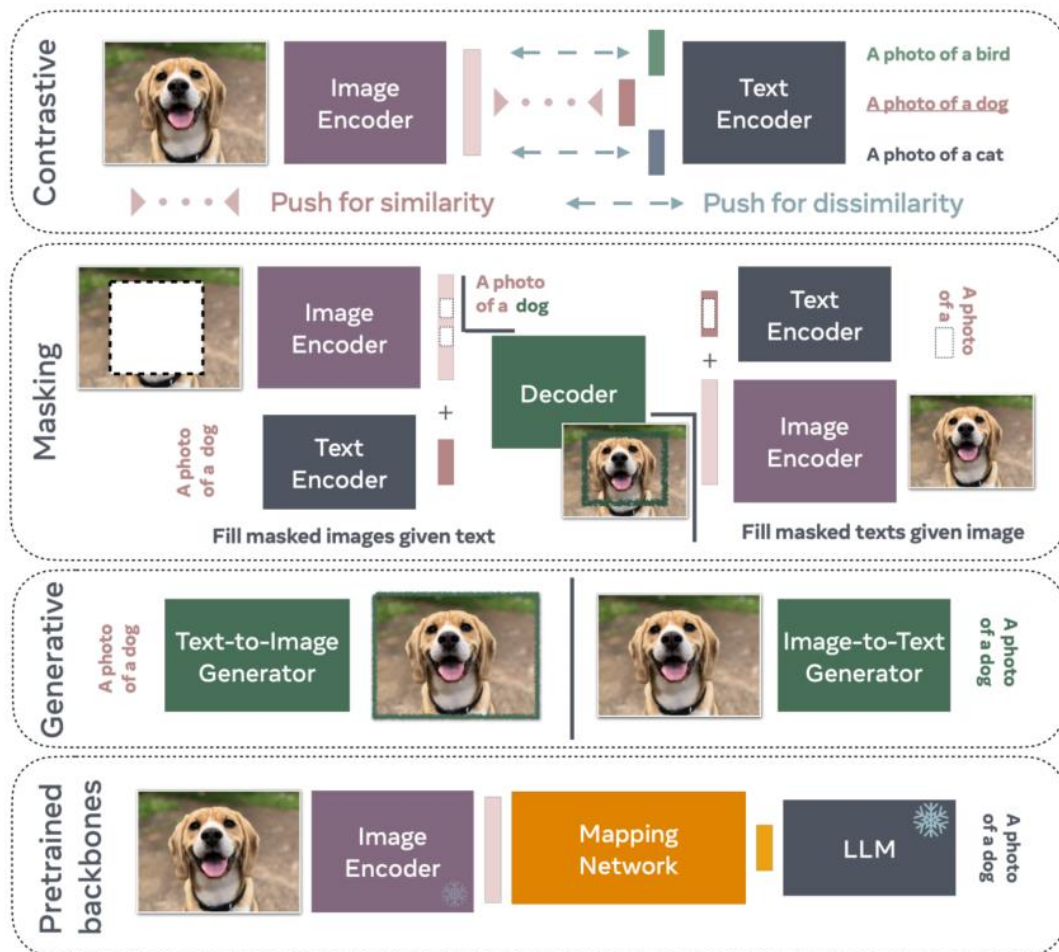 Contrastive
Image
Encoder
Text
Encoder
A photo of a bird
A photo of a dog
A photo of a cat
Push for similarity
Push for dissimilarity
Masking
Image
Encoder
A photo
of a dog
Text
Encoder
A photo
of a
Decoder
A photo
of a dog
Text
Encoder
+
+
Image
Encoder
Fill masked images given text
Fill masked texts given image
Generative
A photo
of a dog
Text-to-Image
Generator
Image-to-Text
Generator
A photo
of a dog
Pretrained
backbones
Image
Encoder
Mapping
Network
LLM
A photo
of a dog